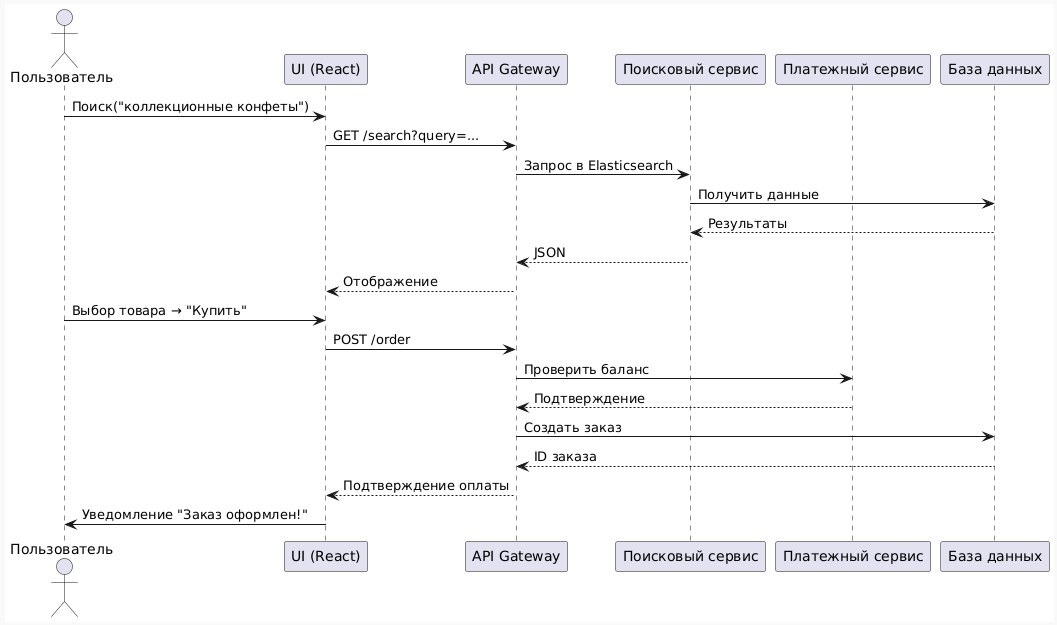 Пользователь
UI (React)
API Gateway
Поисковый сервис
Платежный сервис
База данных
Поиск("коллекционные конфеты")
GET /search?query=...
Запрос в Elasticsearch
Получить данные
Результаты
JSON
Отображение
Выбор товара → "Купить"
POST /order
Проверить баланс
Подтверждение
Создать заказ
ID заказа
Подтверждение оплаты
Уведомление "Заказ оформлен!"
Пользователь
UI (React)
API Gateway
Поисковый сервис
Платежный сервис
База данных